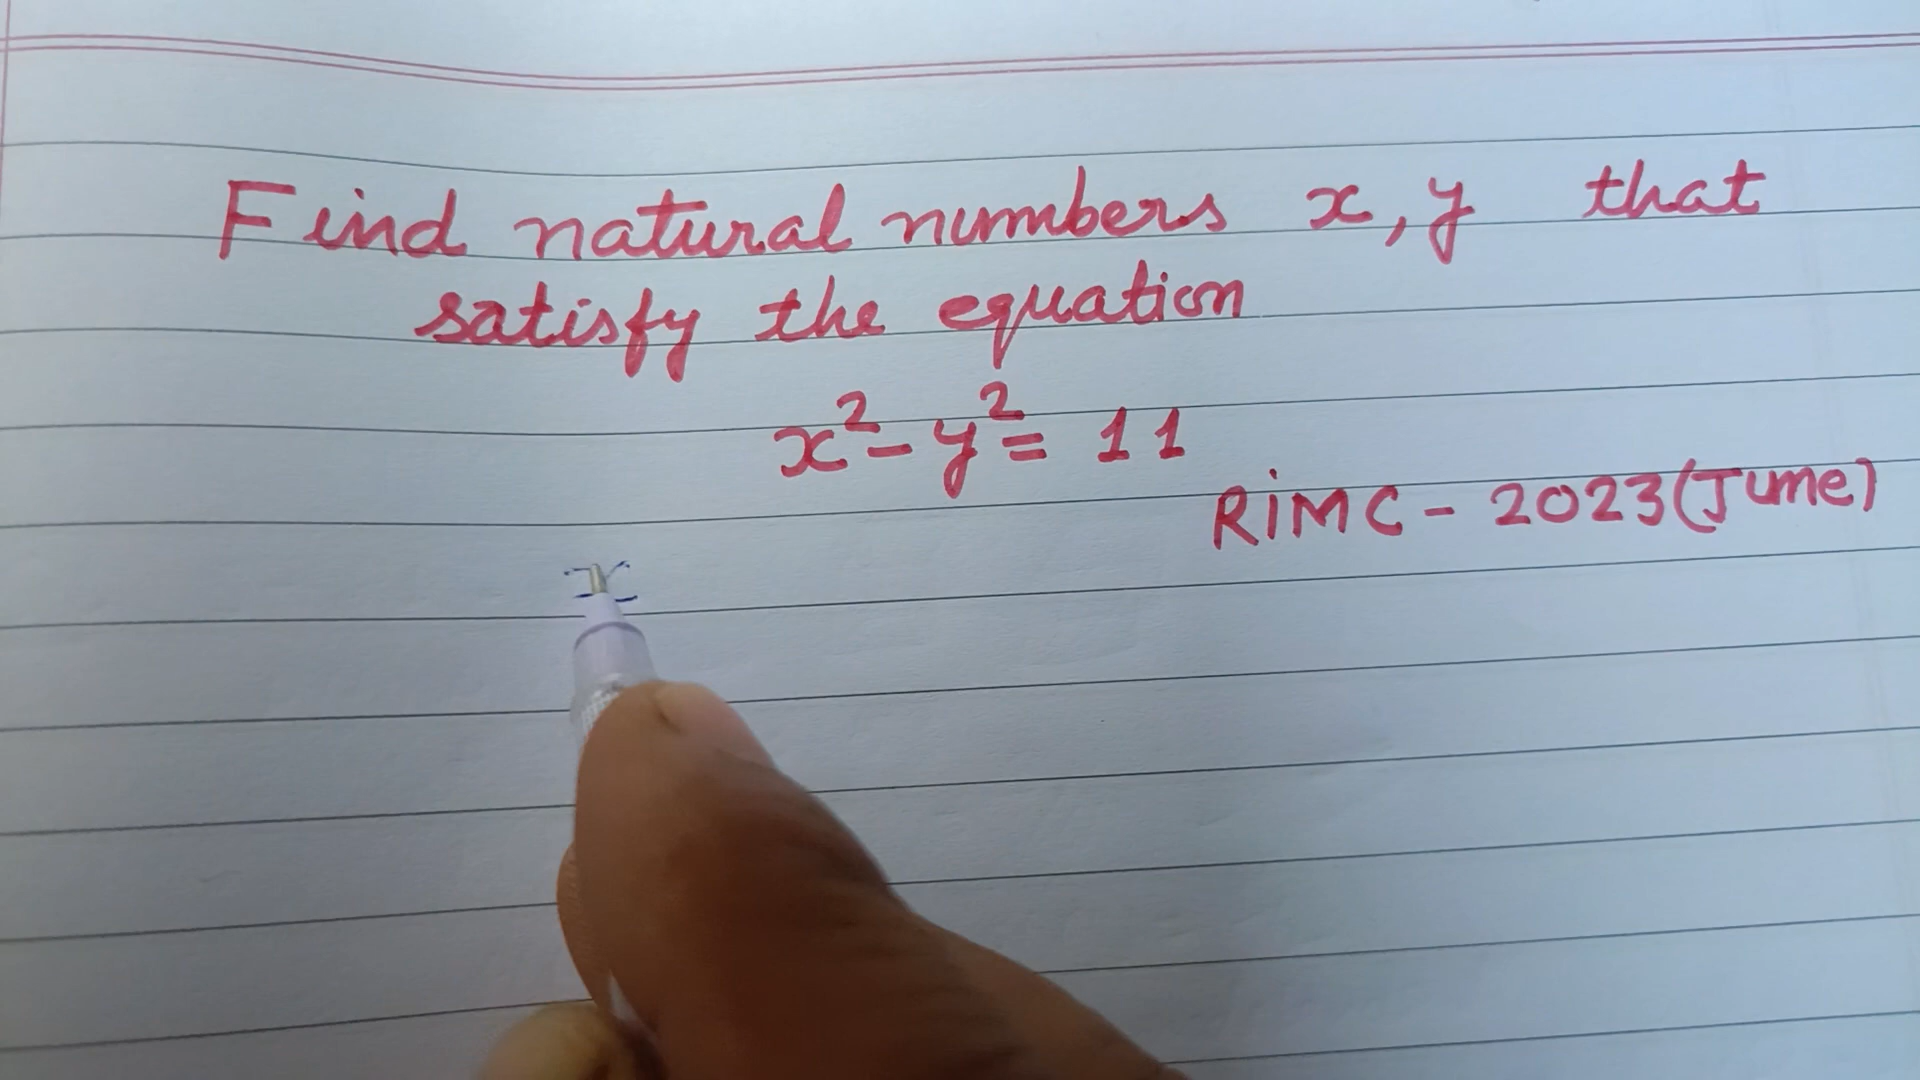 Find natural numbers x, y that
satisfy the equation
x² - y² = 11
RiMC - 2023 (June)
x